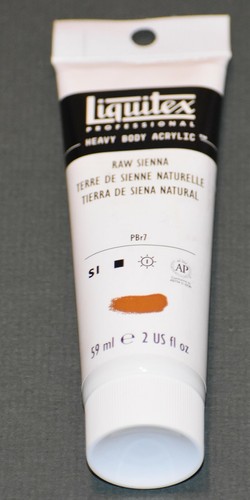 Liquitex
PROFESSIONAL
HEAVY BODY ACRYLIC
RAW SIENNA
TERRE DE SIENNE NATURELLE
TIERRA DE SIENA NATURAL
PBr7
S1 I AP
59 ml e 2 US fl oz